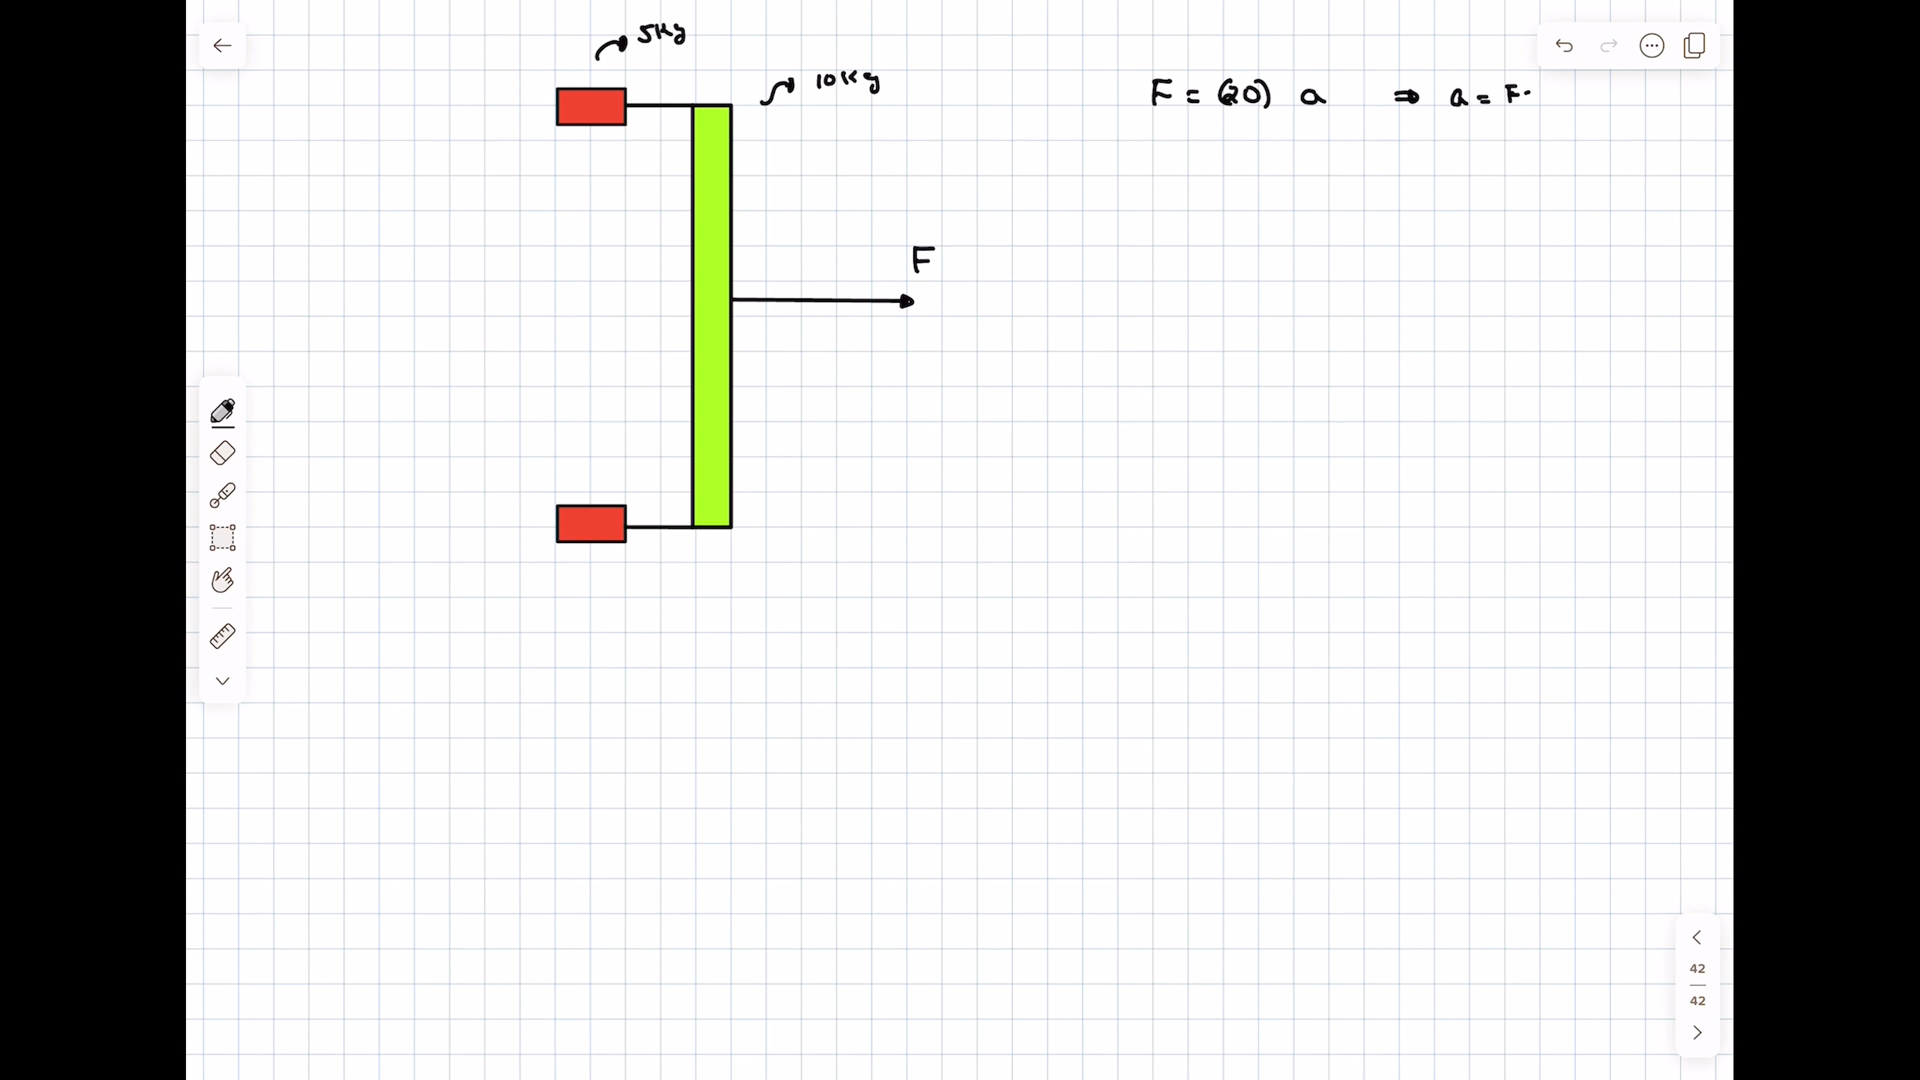 5Kg
10Kg
F = (20) a ⇒ a = F
F
42
42